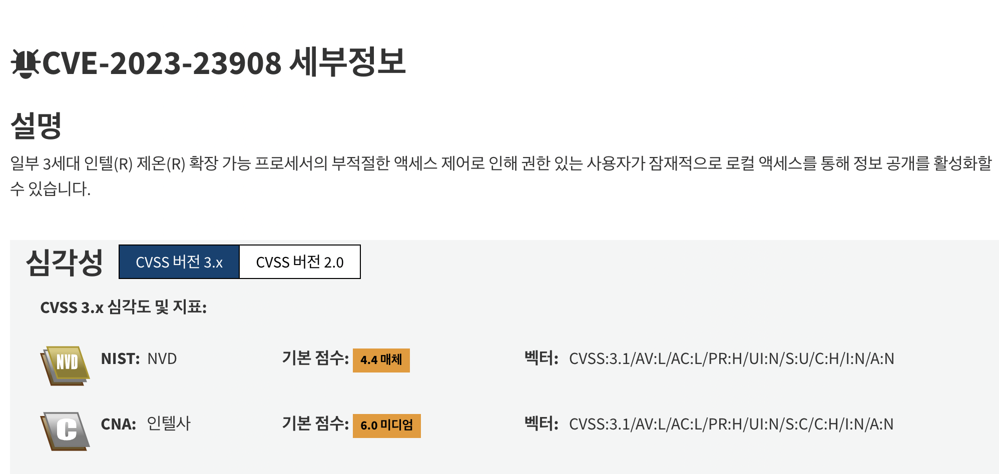 CVE-2023-23908 세부정보
설명
일부 3세대 인텔(R) 제온(R) 확장 가능 프로세서의 부적절한 액세스 제어로 인해 권한 있는 사용자가 잠재적으로 로컬 액세스를 통해 정보 공개를 활성화할
수 있습니다.
심각성 CVSS 버전 3.x CVSS 버전 2.0
CVSS 3.x 심각도 및 지표:
NVD NIST: NVD 기본 점수: 4.4 매체 벡터: CVSS:3.1/AV:L/AC:L/PR:H/UI:N/S:U/C:H/I:N/A:N
C CNA: 인텔사 기본 점수: 6.0 미디엄 벡터: CVSS:3.1/AV:L/AC:L/PR:H/UI:N/S:C/C:H/I:N/A:N